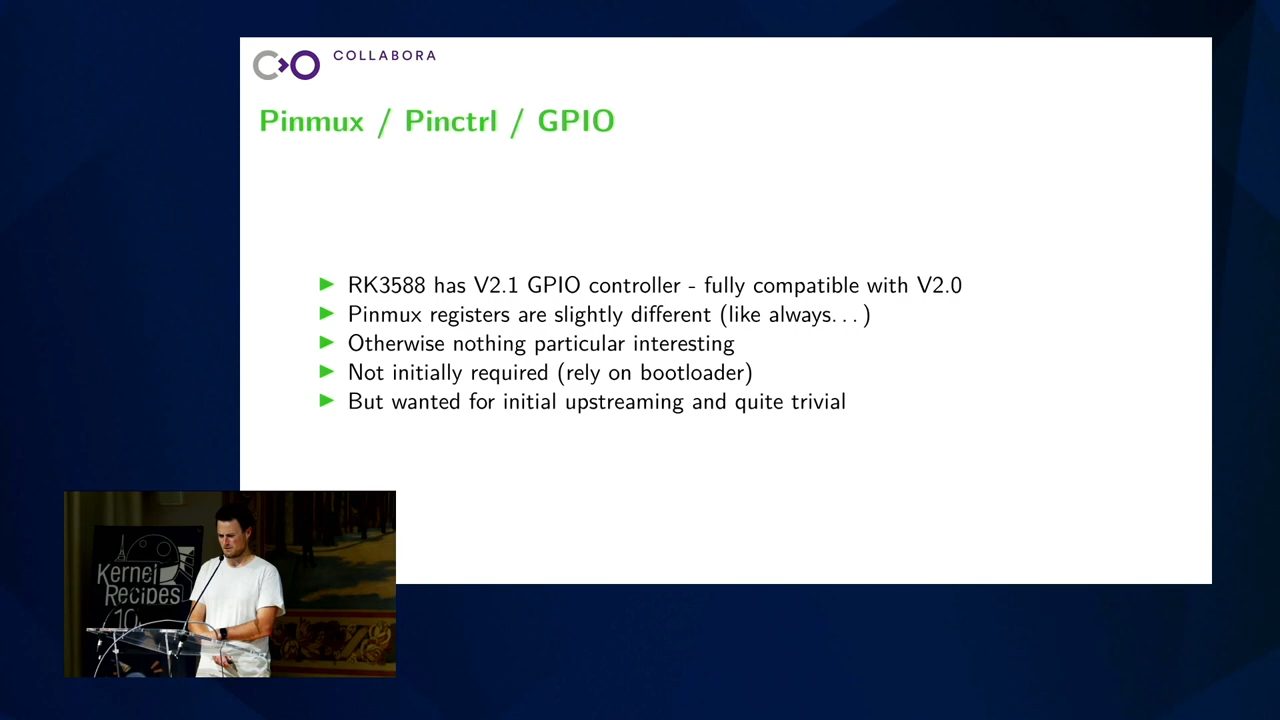 COLLABORA
Pinmux / Pinctrl / GPIO
RK3588 has V2.1 GPIO controller - fully compatible with V2.0
Pinmux registers are slightly different (like always. . . )
Otherwise nothing particular interesting
Not initially required (rely on bootloader)
But wanted for initial upstreaming and quite trivial
Kernel
Recipes
10